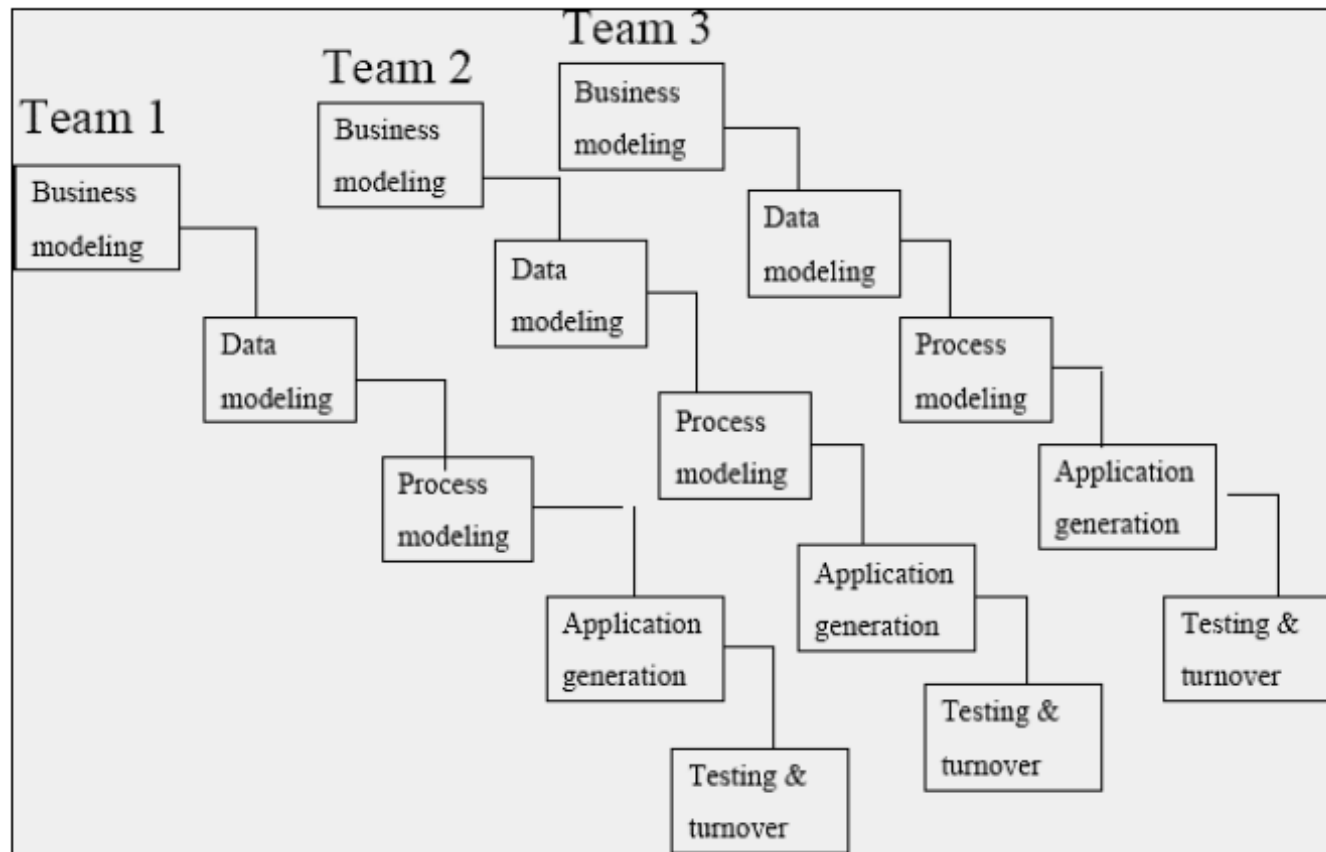 Team 1
Business
modeling
Data
modeling
Process
modeling
Application
generation
Testing &
turnover
Team 2
Business
modeling
Data
modeling
Process
modeling
Application
generation
Testing &
turnover
Team 3
Business
modeling
Data
modeling
Process
modeling
Application
generation
Testing &
turnover